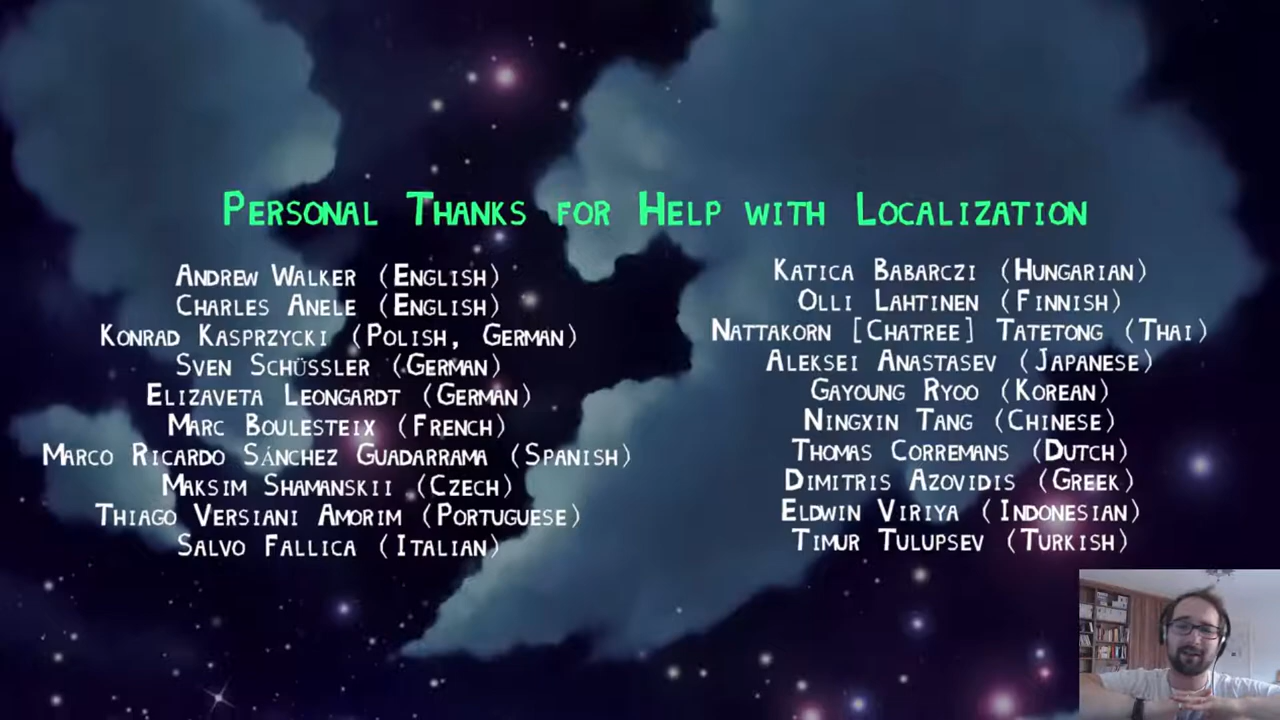 Personal Thanks for Help with Localization
Andrew Walker (English)
Charles Anele (English)
Konrad Kasprzycki (Polish, German)
Sven Schüssler (German)
Elizaveta Leongardt (German)
Marc Boulesteix (French)
Marco Ricardo Sánchez Guadarrama (Spanish)
Maksim Shamanskii (Czech)
Thiago Versiani Amorim (Portuguese)
Salvo Fallica (Italian)
Katica Babarczi (Hungarian)
Olli Lahtinen (Finnish)
Nattakorn [Chatree] Tatetong (Thai)
Aleksei Anastasev (Japanese)
Gayoung Ryoo (Korean)
Ningxin Tang (Chinese)
Thomas Corremans (Dutch)
Dimitris Azovidis (Greek)
Eldwin Viriya (Indonesian)
Timur Tulupsev (Turkish)